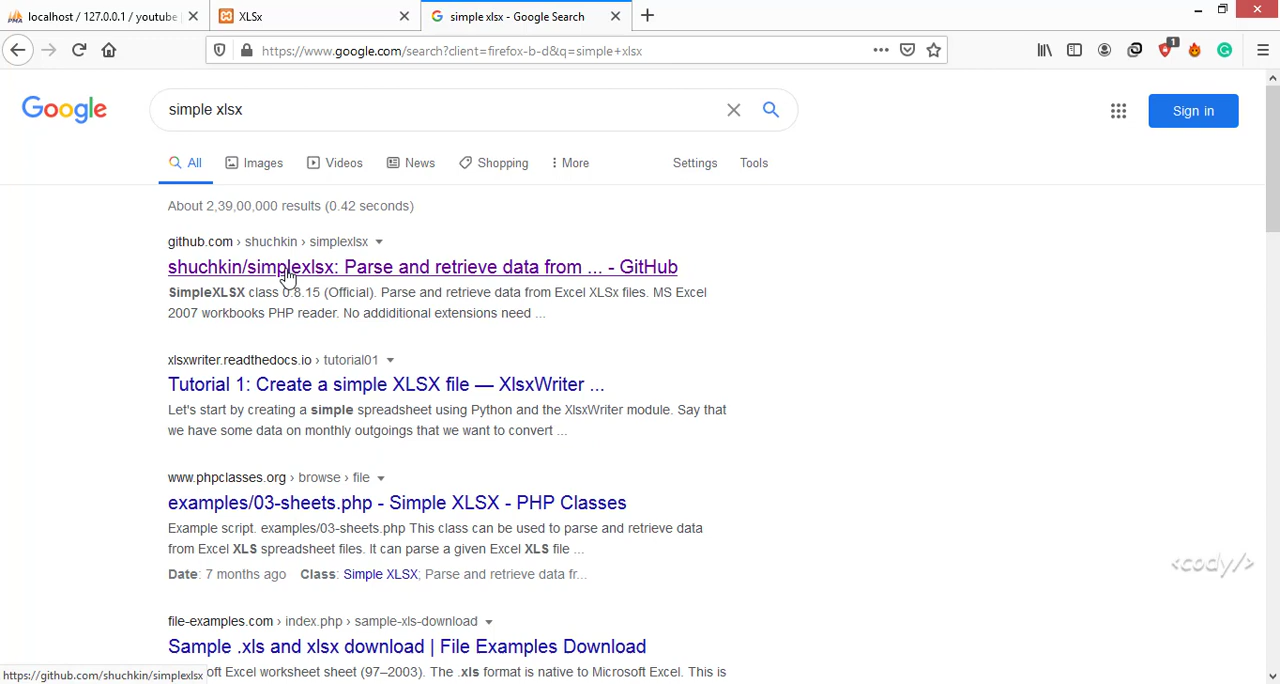 localhost / 127.0.0.1 / youtube
XLSx
simple xlsx - Google Search
https://www.google.com/search?client=firefox-b-d&q=simple+xlsx
1
Google
simple xlsx
Sign in
All
Images
Videos
News
Shopping
More
Settings
Tools
About 2,39,00,000 results (0.42 seconds)
github.com › shuchkin › simplexlsx
shuchkin/simplexlsx: Parse and retrieve data from ... - GitHub
SimpleXLSX class 0.8.15 (Official). Parse and retrieve data from Excel XLSx files. MS Excel
2007 workbooks PHP reader. No addiditional extensions need ...
xlsxwriter.readthedocs.io › tutorial01
Tutorial 1: Create a simple XLSX file — XlsxWriter ...
Let's start by creating a simple spreadsheet using Python and the XlsxWriter module. Say that
we have some data on monthly outgoings that we want to convert ...
www.phpclasses.org › browse › file
examples/03-sheets.php - Simple XLSX - PHP Classes
Example script. examples/03-sheets.php This class can be used to parse and retrieve data
from Excel XLS spreadsheet files. It can parse a given Excel XLS file ...
Date: 7 months ago Class: Simple XLSX; Parse and retrieve data fr...
<cody/>
file-examples.com › index.php › sample-xls-download
Sample .xls and xlsx download | File Examples Download
oft Excel worksheet sheet (97–2003). The .xls format is native to Microsoft Excel. This is
https://github.com/shuchkin/simplexlsx